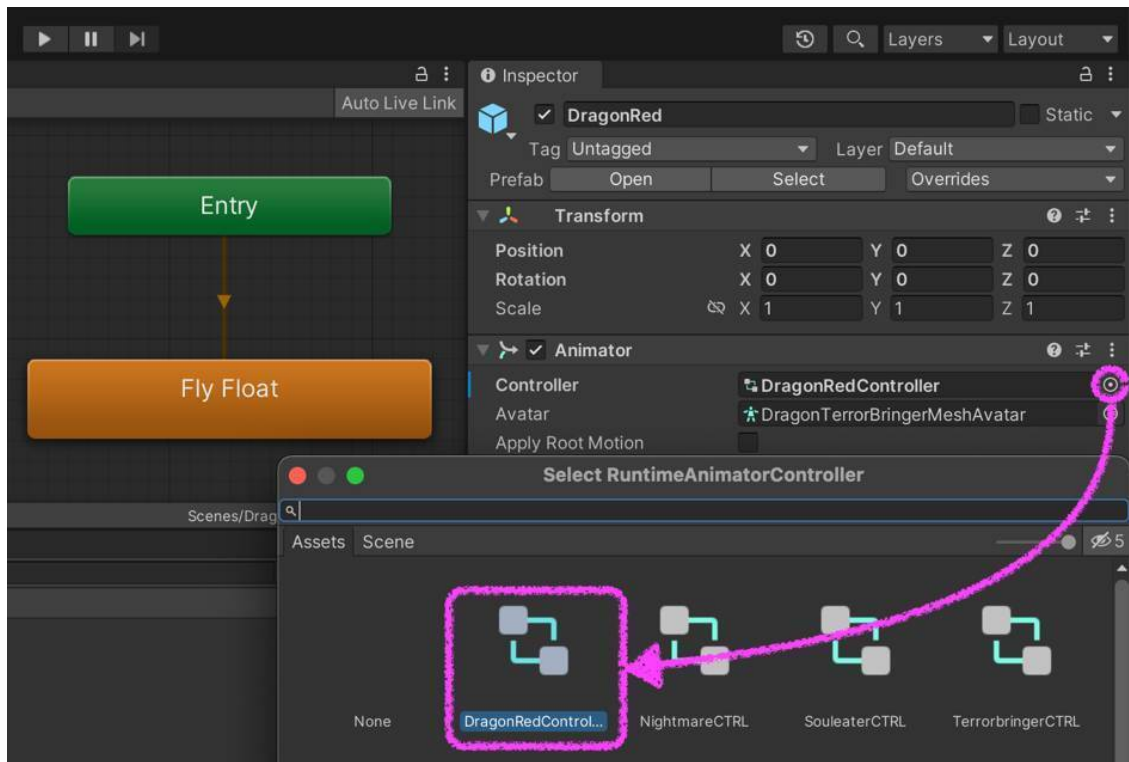 Layers
Layout
Inspector
Auto Live Link
DragonRed
Static
Tag Untagged
Layer Default
Prefab Open Select Overrides
Entry
Transform
Position X 0 Y 0 Z 0
Rotation X 0 Y 0 Z 0
Scale X 1 Y 1 Z 1
Animator
Fly Float
Controller DragonRedController
Avatar DragonTerrorBringerMeshAvatar
Apply Root Motion
Select RuntimeAnimatorController
Scenes/Drag
Assets Scene
5
None
DragonRedControl...
NightmareCTRL
SouleaterCTRL
TerrorbringerCTRL